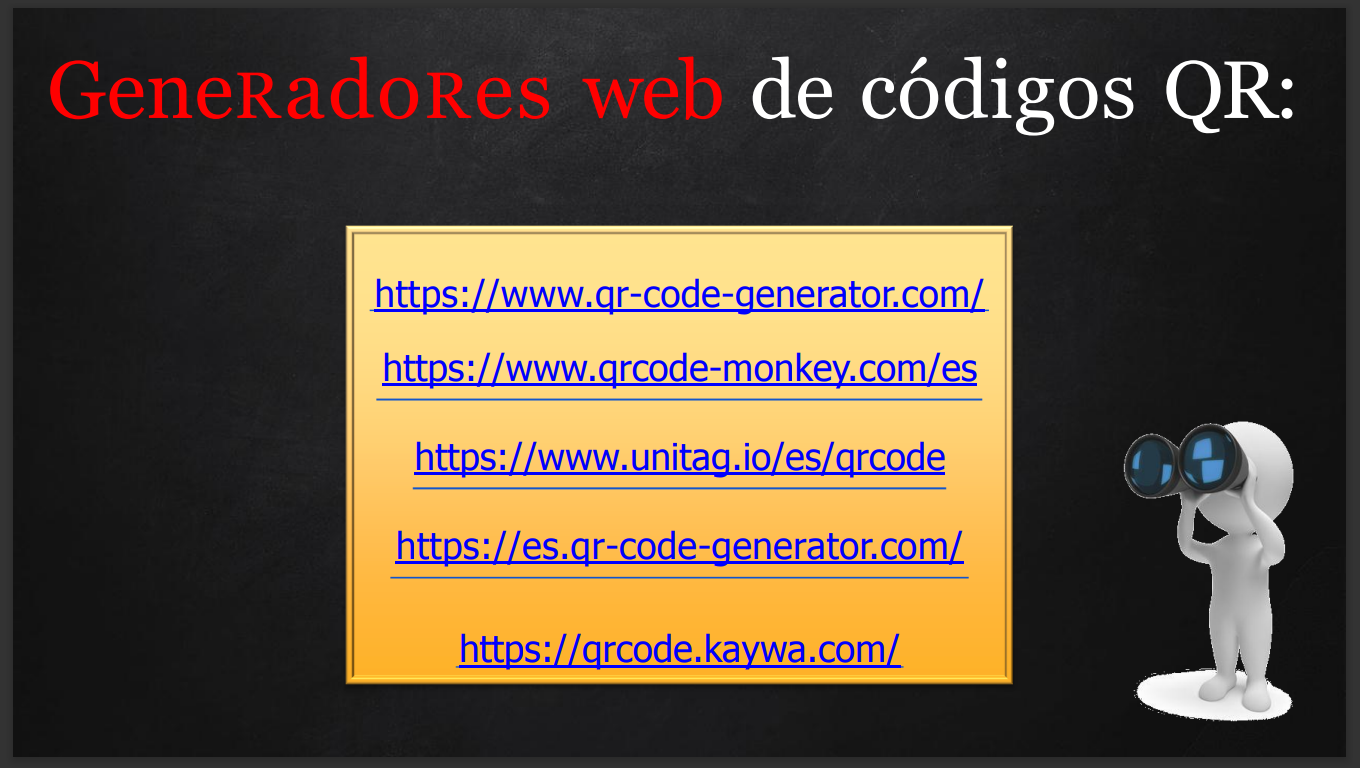 GeneRadoRes web de códigos QR:
https://www.qr-code-generator.com/
https://www.qrcode-monkey.com/es
https://www.unitag.io/es/qrcode
https://es.qr-code-generator.com/
https://qrcode.kaywa.com/